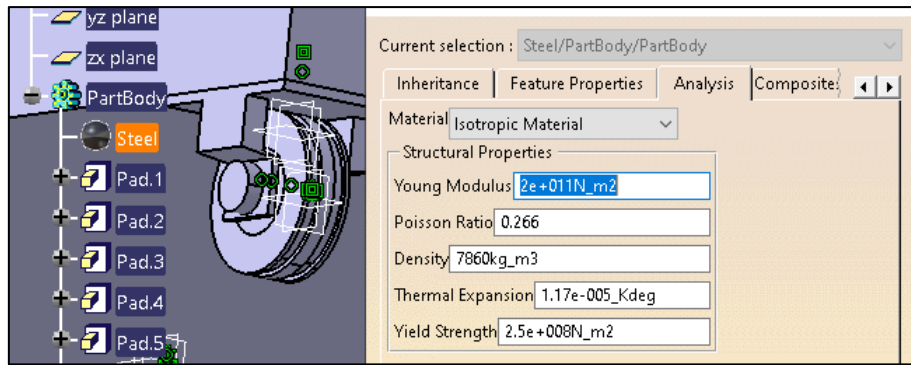 yz plane
zx plane
PartBody
Steel
Pad.1
Pad.2
Pad.3
Pad.4
Pad.5
Current selection : Steel/PartBody/PartBody
Inheritance Feature Properties Analysis Composites
Material Isotropic Material
Structural Properties
Young Modulus 2e+011N_m2
Poisson Ratio 0.266
Density 7860kg_m3
Thermal Expansion 1.17e-005_Kdeg
Yield Strength 2.5e+008N_m2